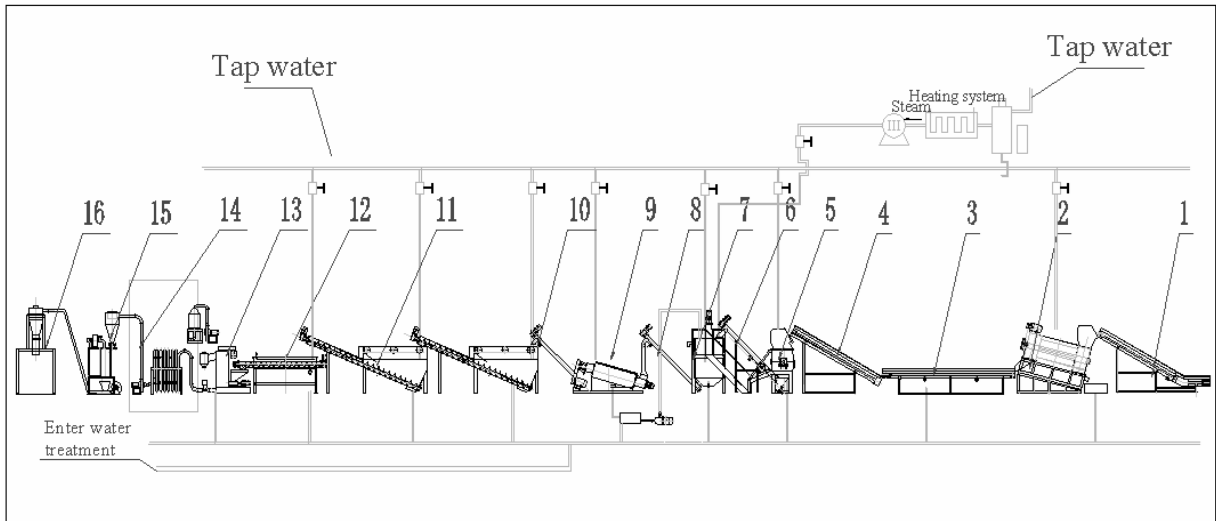 Tap water
Tap water
Heating system
Steam
III
16 15 14 13 12 11 10 9 8 7 6 5 4 3 2 1
Enter water
treatment